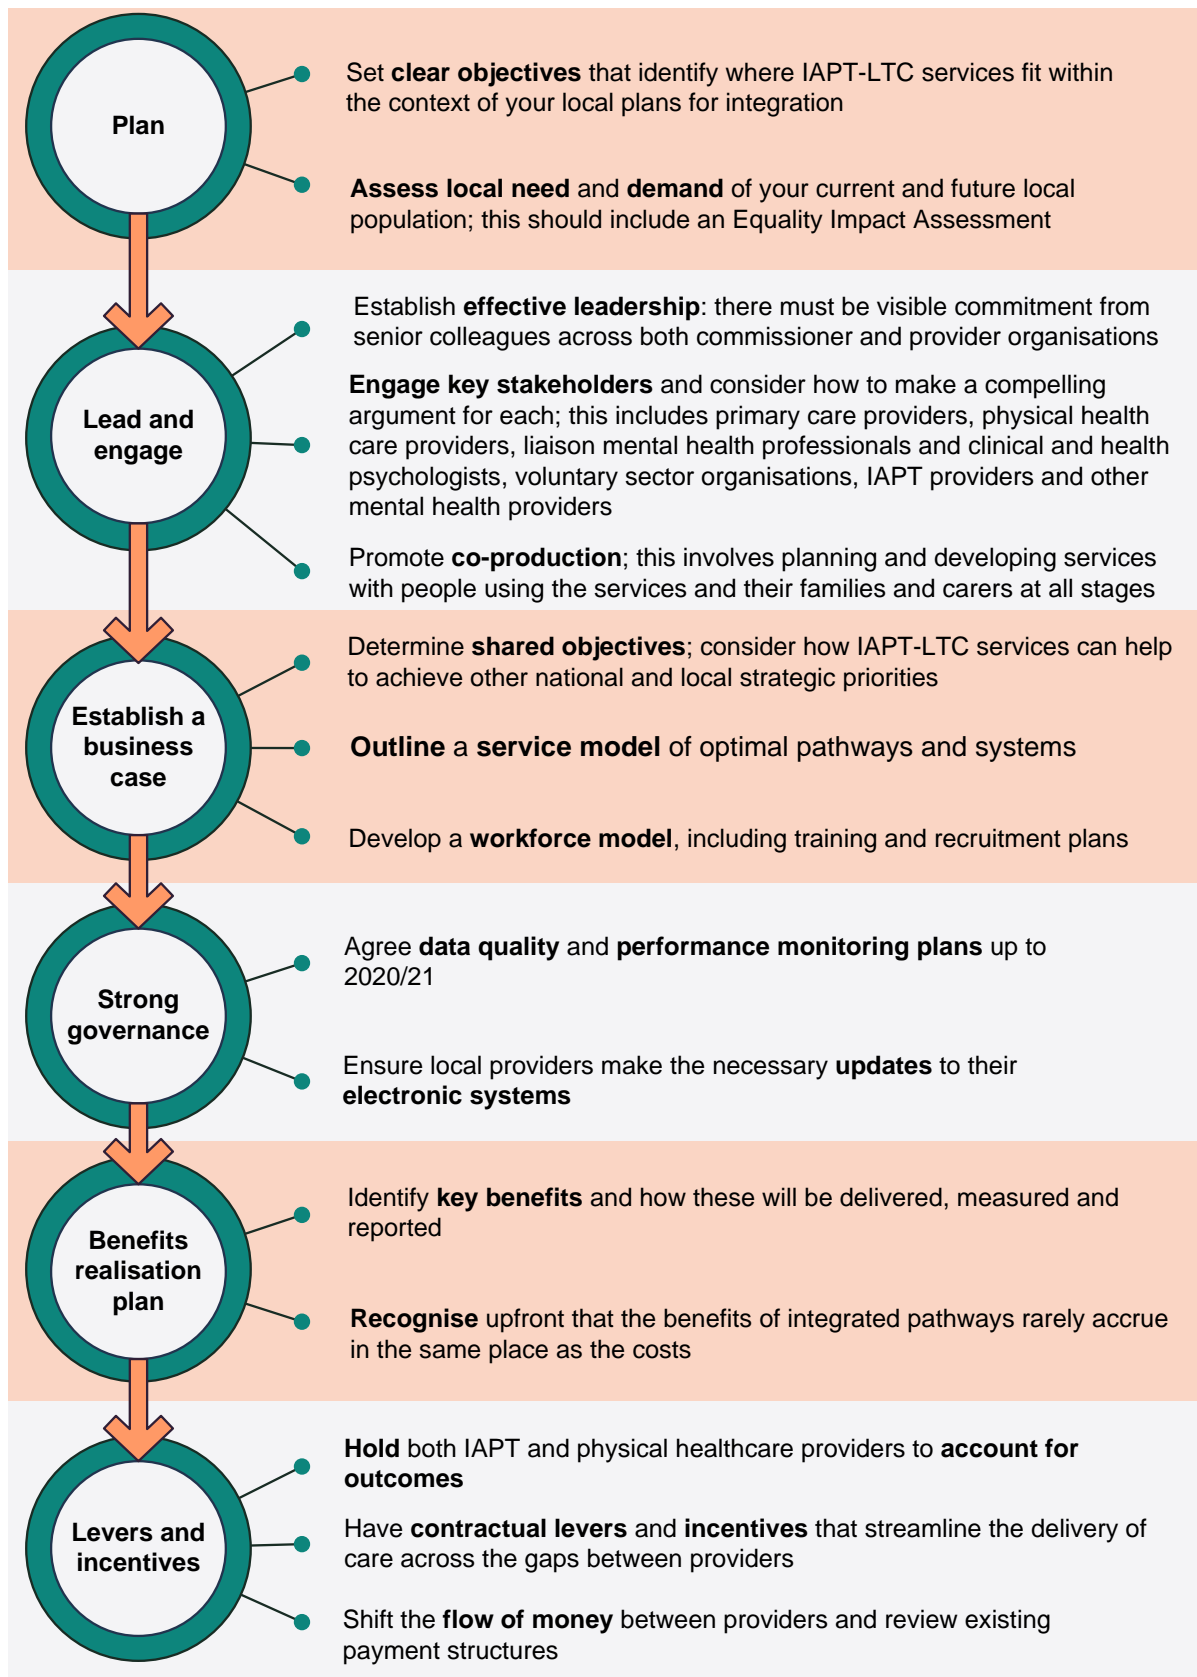 Plan
Set clear objectives that identify where IAPT-LTC services fit within
the context of your local plans for integration
Assess local need and demand of your current and future local
population; this should include an Equality Impact Assessment
Lead and
engage
Establish effective leadership: there must be visible commitment from
senior colleagues across both commissioner and provider organisations
Engage key stakeholders and consider how to make a compelling
argument for each; this includes primary care providers, physical health
care providers, liaison mental health professionals and clinical and health
psychologists, voluntary sector organisations, IAPT providers and other
mental health providers
Promote co-production; this involves planning and developing services
with people using the services and their families and carers at all stages
Establish a
business
case
Determine shared objectives; consider how IAPT-LTC services can help
to achieve other national and local strategic priorities
Outline a service model of optimal pathways and systems
Develop a workforce model, including training and recruitment plans
Strong
governance
Agree data quality and performance monitoring plans up to
2020/21
Ensure local providers make the necessary updates to their
electronic systems
Benefits
realisation
plan
Identify key benefits and how these will be delivered, measured and
reported
Recognise upfront that the benefits of integrated pathways rarely accrue
in the same place as the costs
Levers and
incentives
Hold both IAPT and physical healthcare providers to account for
outcomes
Have contractual levers and incentives that streamline the delivery of
care across the gaps between providers
Shift the flow of money between providers and review existing
payment structures